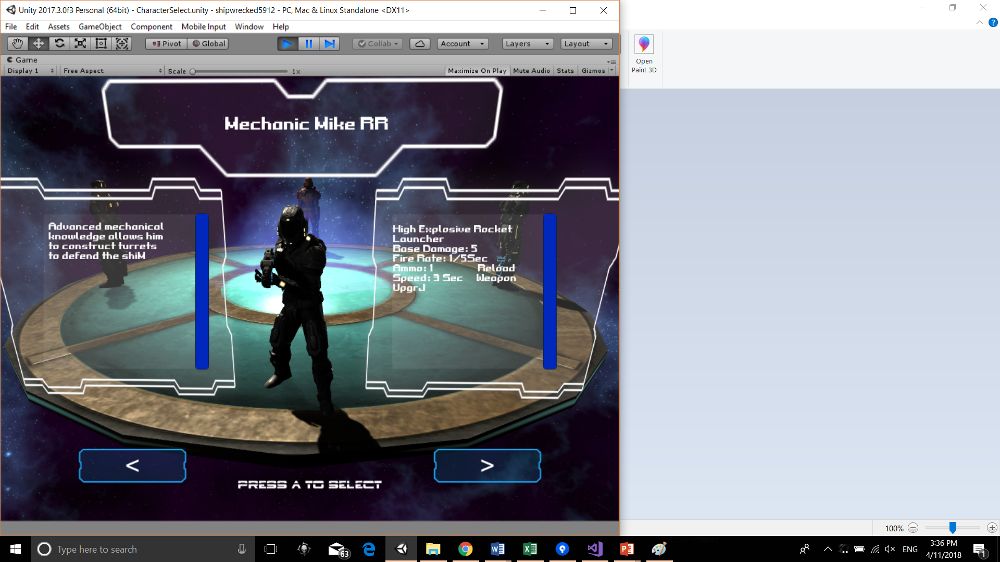 Unity 2017.3.0f3 Personal (64bit) - CharacterSelect.unity - shipwrecked5912 - PC, Mac & Linux Standalone <DX11>
File Edit Assets GameObject Component Mobile Input Window Help
Pivot Global Collab Account Layers Layout
Game
Display 1 Free Aspect Scale 1x Maximize On Play Mute Audio Stats Gizmos
Open
Paint 3D
Mechanic Mike RR
Advanced mechanical
knowledge allows him
to construct turrets
to defend the shiM
High Explosive Rocket
Launcher
Base Damage: 5
Fire Rate: 1/5Sec
Ammo: 1 Reload
Speed: 3 Sec Weapon
UpgrJ
<
>
PRESS A TO SELECT
100%
Type here to search
63
ENG
3:36 PM
4/11/2018
1